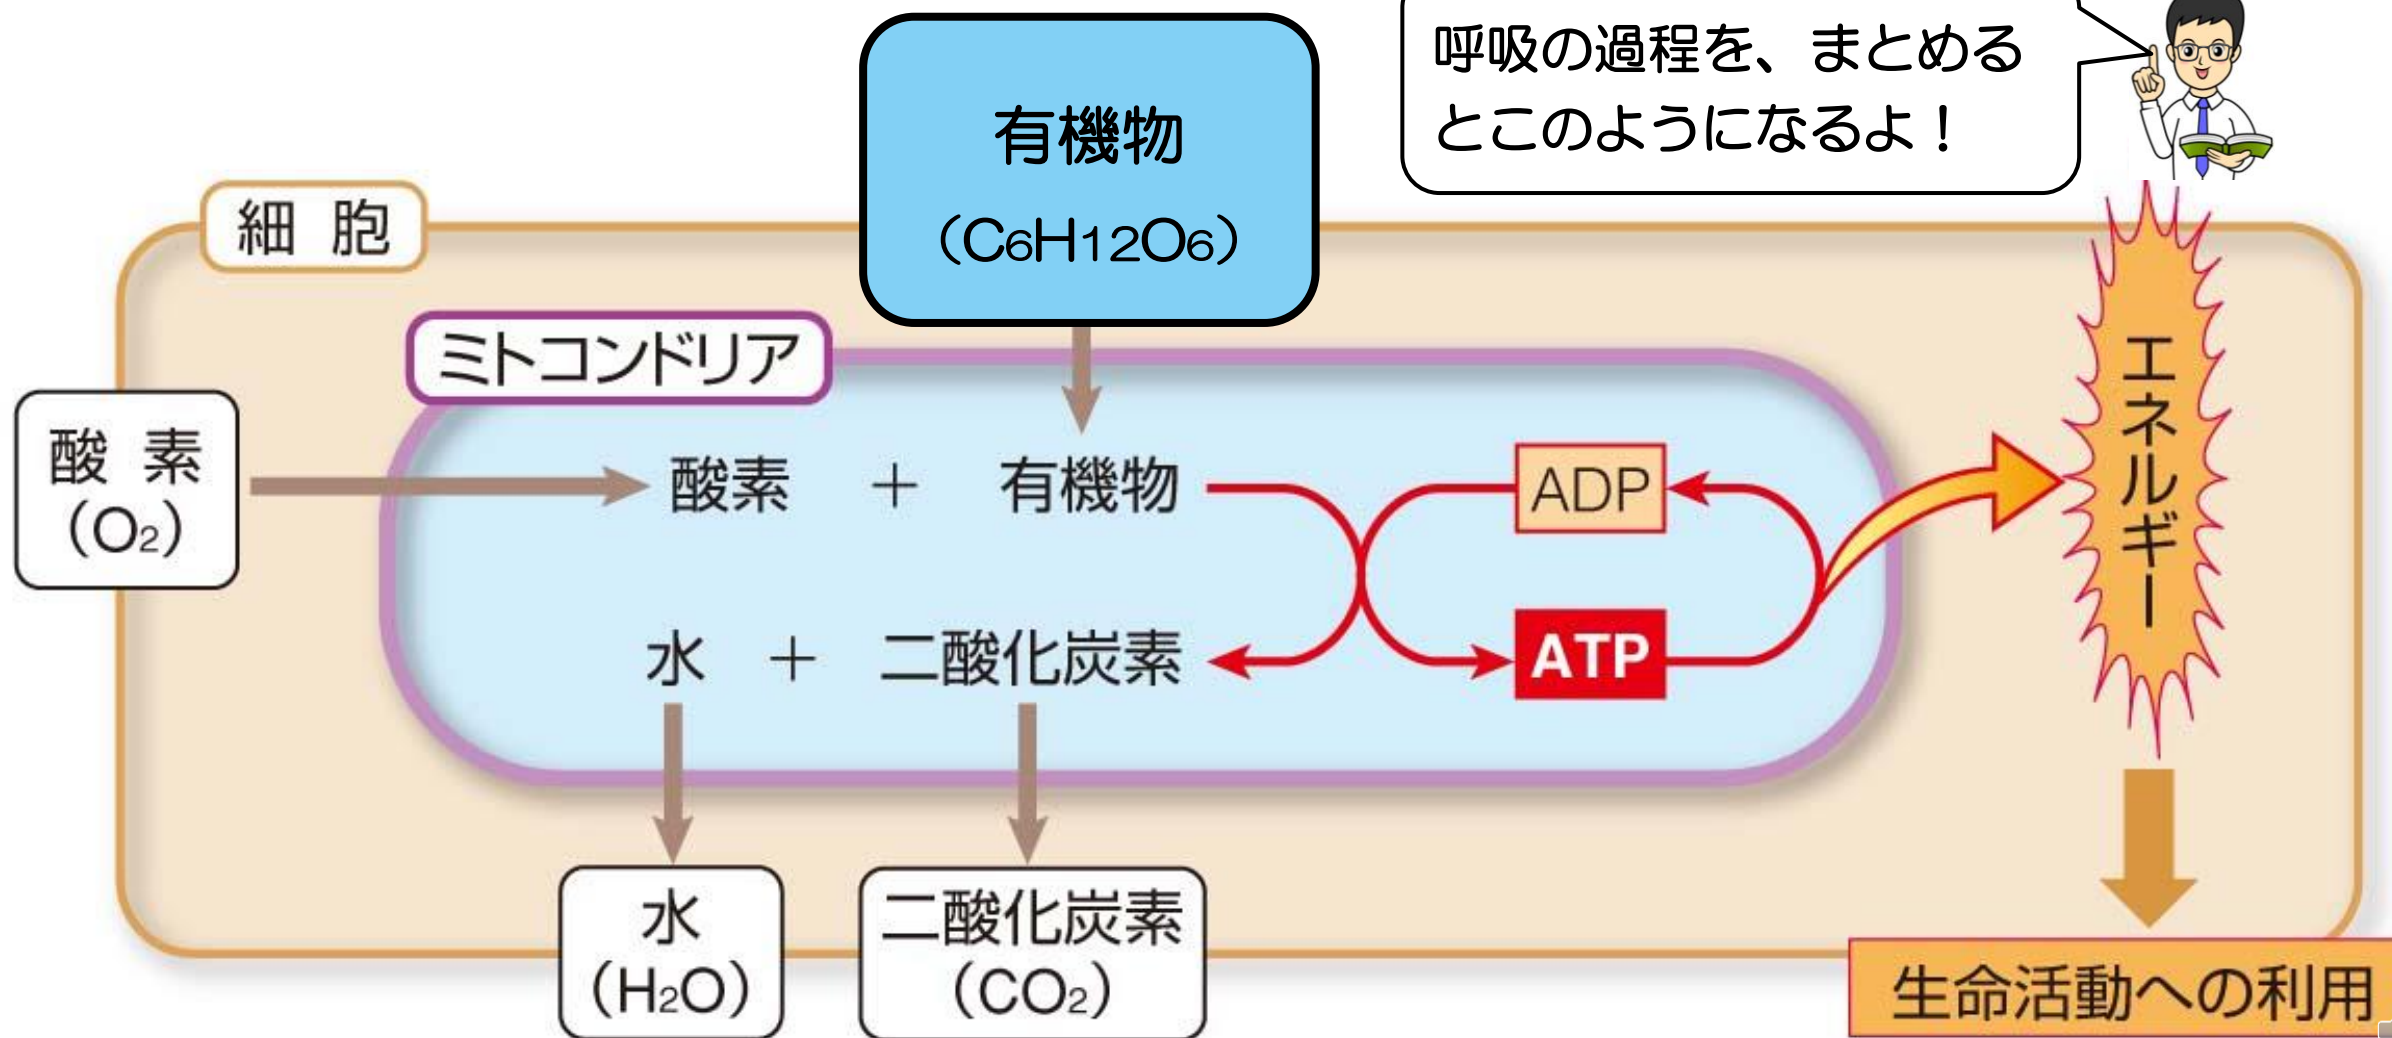 呼吸の過程を、まとめる
とこのようになるよ！
有機物
（C6H12O6）
細 胞
ミトコンドリア
酸 素
（O2）
酸素 ＋ 有機物
ADP
エネルギー
水 ＋ 二酸化炭素
ATP
水
（H2O）
二酸化炭素
（CO2）
生命活動への利用